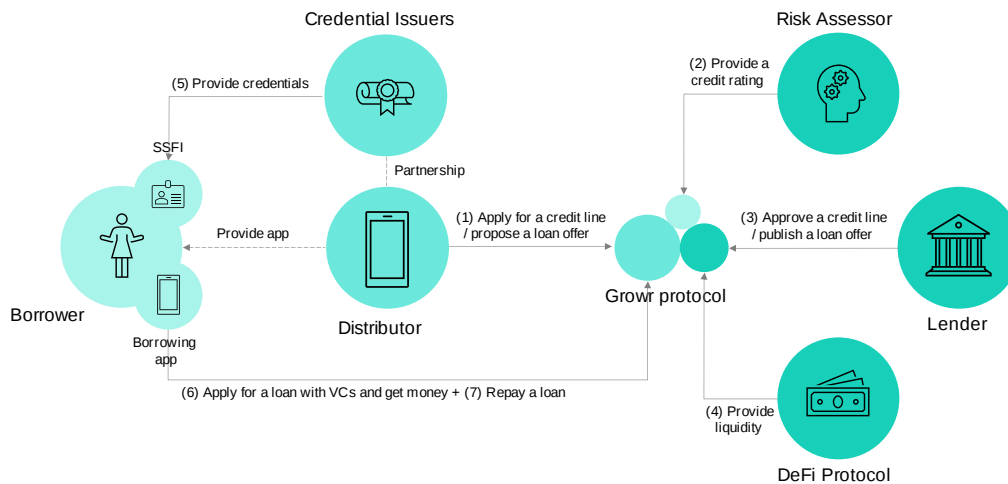 Credential Issuers
Risk Assessor
(5) Provide credentials
(2) Provide a
credit rating
SSFI
Partnership
Provide app
(1) Apply for a credit line
/ propose a loan offer
(3) Approve a credit line
/ publish a loan offer
Growr protocol
Borrower
Distributor
Lender
Borrowing
app
(6) Apply for a loan with VCs and get money + (7) Repay a loan
(4) Provide
liquidity
DeFi Protocol